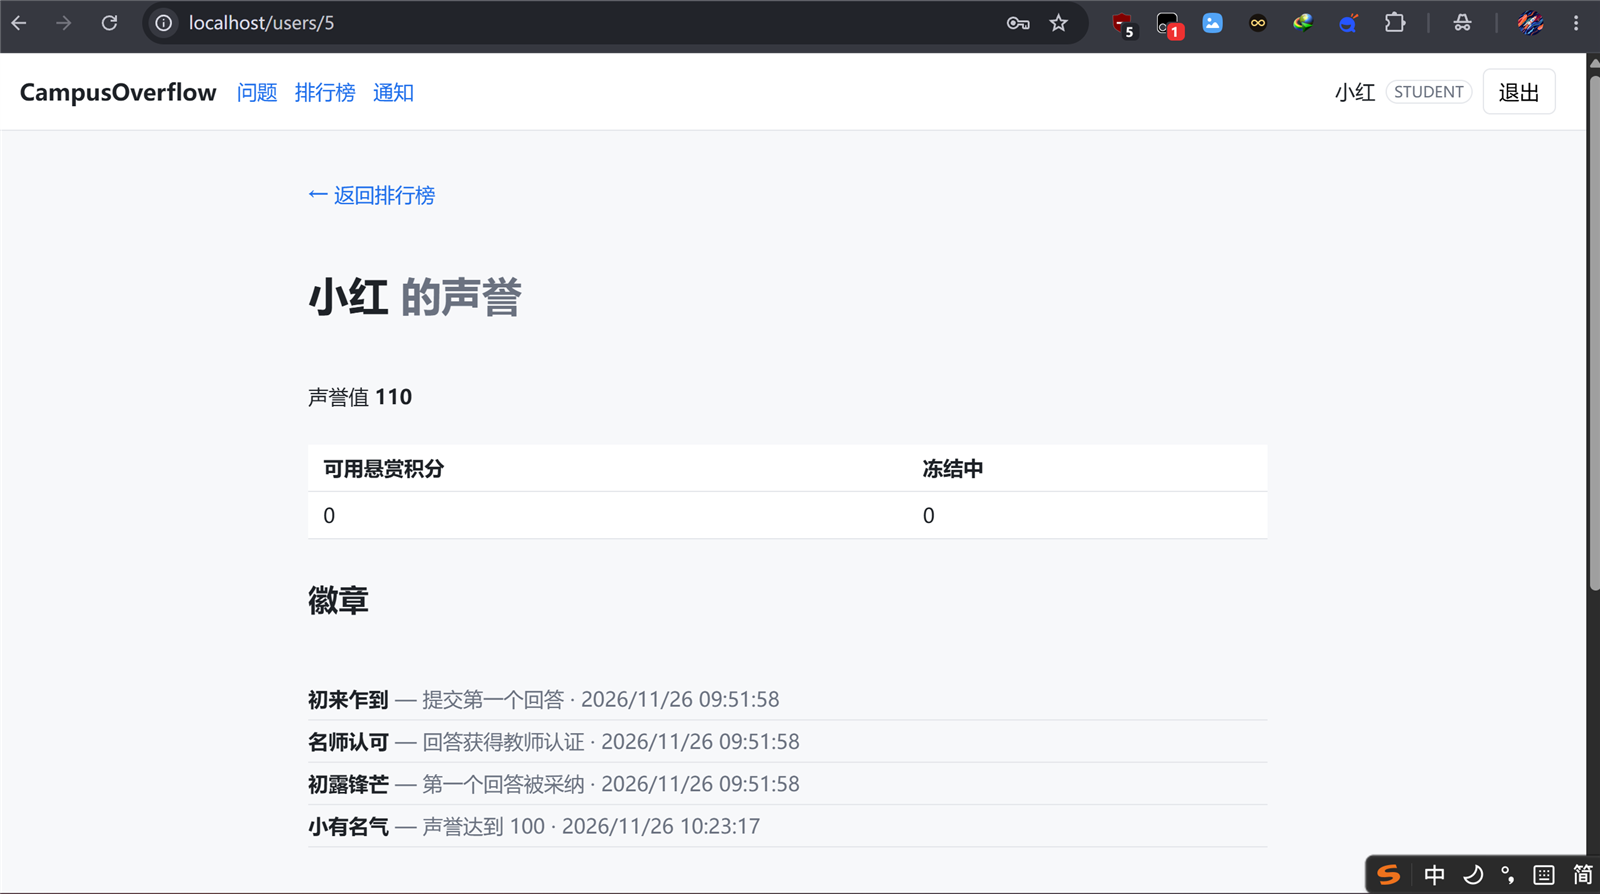 localhost/users/5
5
1
CampusOverflow 问题 排行榜 通知 小红 STUDENT 退出
← 返回排行榜
小红 的声誉
声誉值 110
可用悬赏积分 冻结中
0 0
徽章
初来乍到 — 提交第一个回答 · 2026/11/26 09:51:58
名师认可 — 回答获得教师认证 · 2026/11/26 09:51:58
初露锋芒 — 第一个回答被采纳 · 2026/11/26 09:51:58
小有名气 — 声誉达到 100 · 2026/11/26 10:23:17
S 中 简